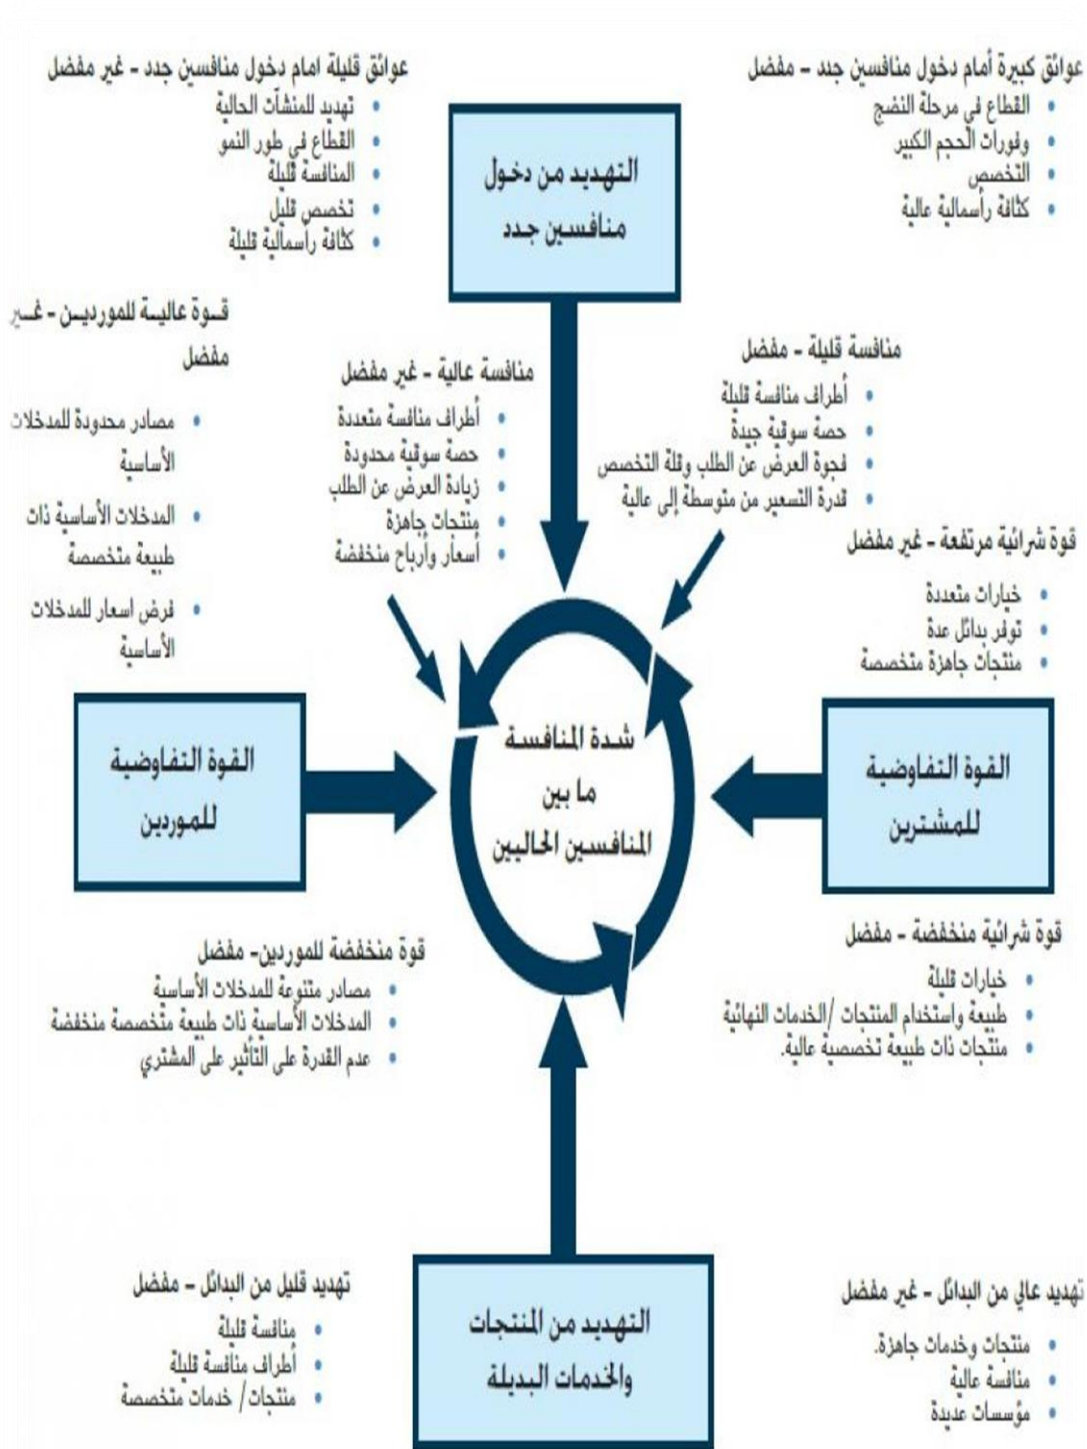 عوائق كبيرة أمام دخول منافسين جدد – مفضل
• القطاع في مرحلة النضج
• وفورات الحجم الكبير
• التخصص
• كثافة رأسمالية عالية
التهديد من دخول
منافسين جدد
عوائق قليلة امام دخول منافسين جدد – غير مفضل
• تهديد للمنشآت الحالية
• القطاع في طور النمو
• المنافسة قليلة
• تخصص قليل
• كثافة رأسمالية قليلة
منافسة قليلة – مفضل
• أطراف منافسة قليلة
• حصة سوقية جيدة
• فجوة العرض عن الطلب وقلة التخصص
• قدرة التسعير من متوسطة إلى عالية
منافسة عالية – غير مفضل
• أطراف منافسة متعددة
• حصة سوقية محدودة
• زيادة العرض عن الطلب
• منتجات جاهزة
• أسعار وأرباح منخفضة
قوة عالية للموردين – غير
مفضل
• مصادر محدودة للمدخلات
الأساسية
• المدخلات الأساسية ذات
طبيعة متخصصة
• فرض اسعار للمدخلات
الأساسية
قوة شرائية مرتفعة – غير مفضل
• خيارات متعددة
• توفر بدائل عدة
• منتجات جاهزة متخصصة
القوة التفاوضية
للمشترين
شدة المنافسة
ما بين
المنافسين الحاليين
القوة التفاوضية
للموردين
قوة شرائية منخفضة – مفضل
• خيارات قليلة
• طبيعة واستخدام المنتجات /الخدمات النهائية
• منتجات ذات طبيعة تخصصية عالية.
قوة منخفضة للموردين– مفضل
• مصادر متنوعة للمدخلات الأساسية
• المدخلات الأساسية ذات طبيعة متخصصة منخفضة
• عدم القدرة على التأثير على المشتري
تهديد عالي من البدائل – غير مفضل
• منتجات وخدمات جاهزة.
• منافسة عالية
• مؤسسات عديدة
التهديد من المنتجات
والخدمات البديلة
تهديد قليل من البدائل – مفضل
• منافسة قليلة
• أطراف منافسة قليلة
• منتجات/ خدمات متخصصة